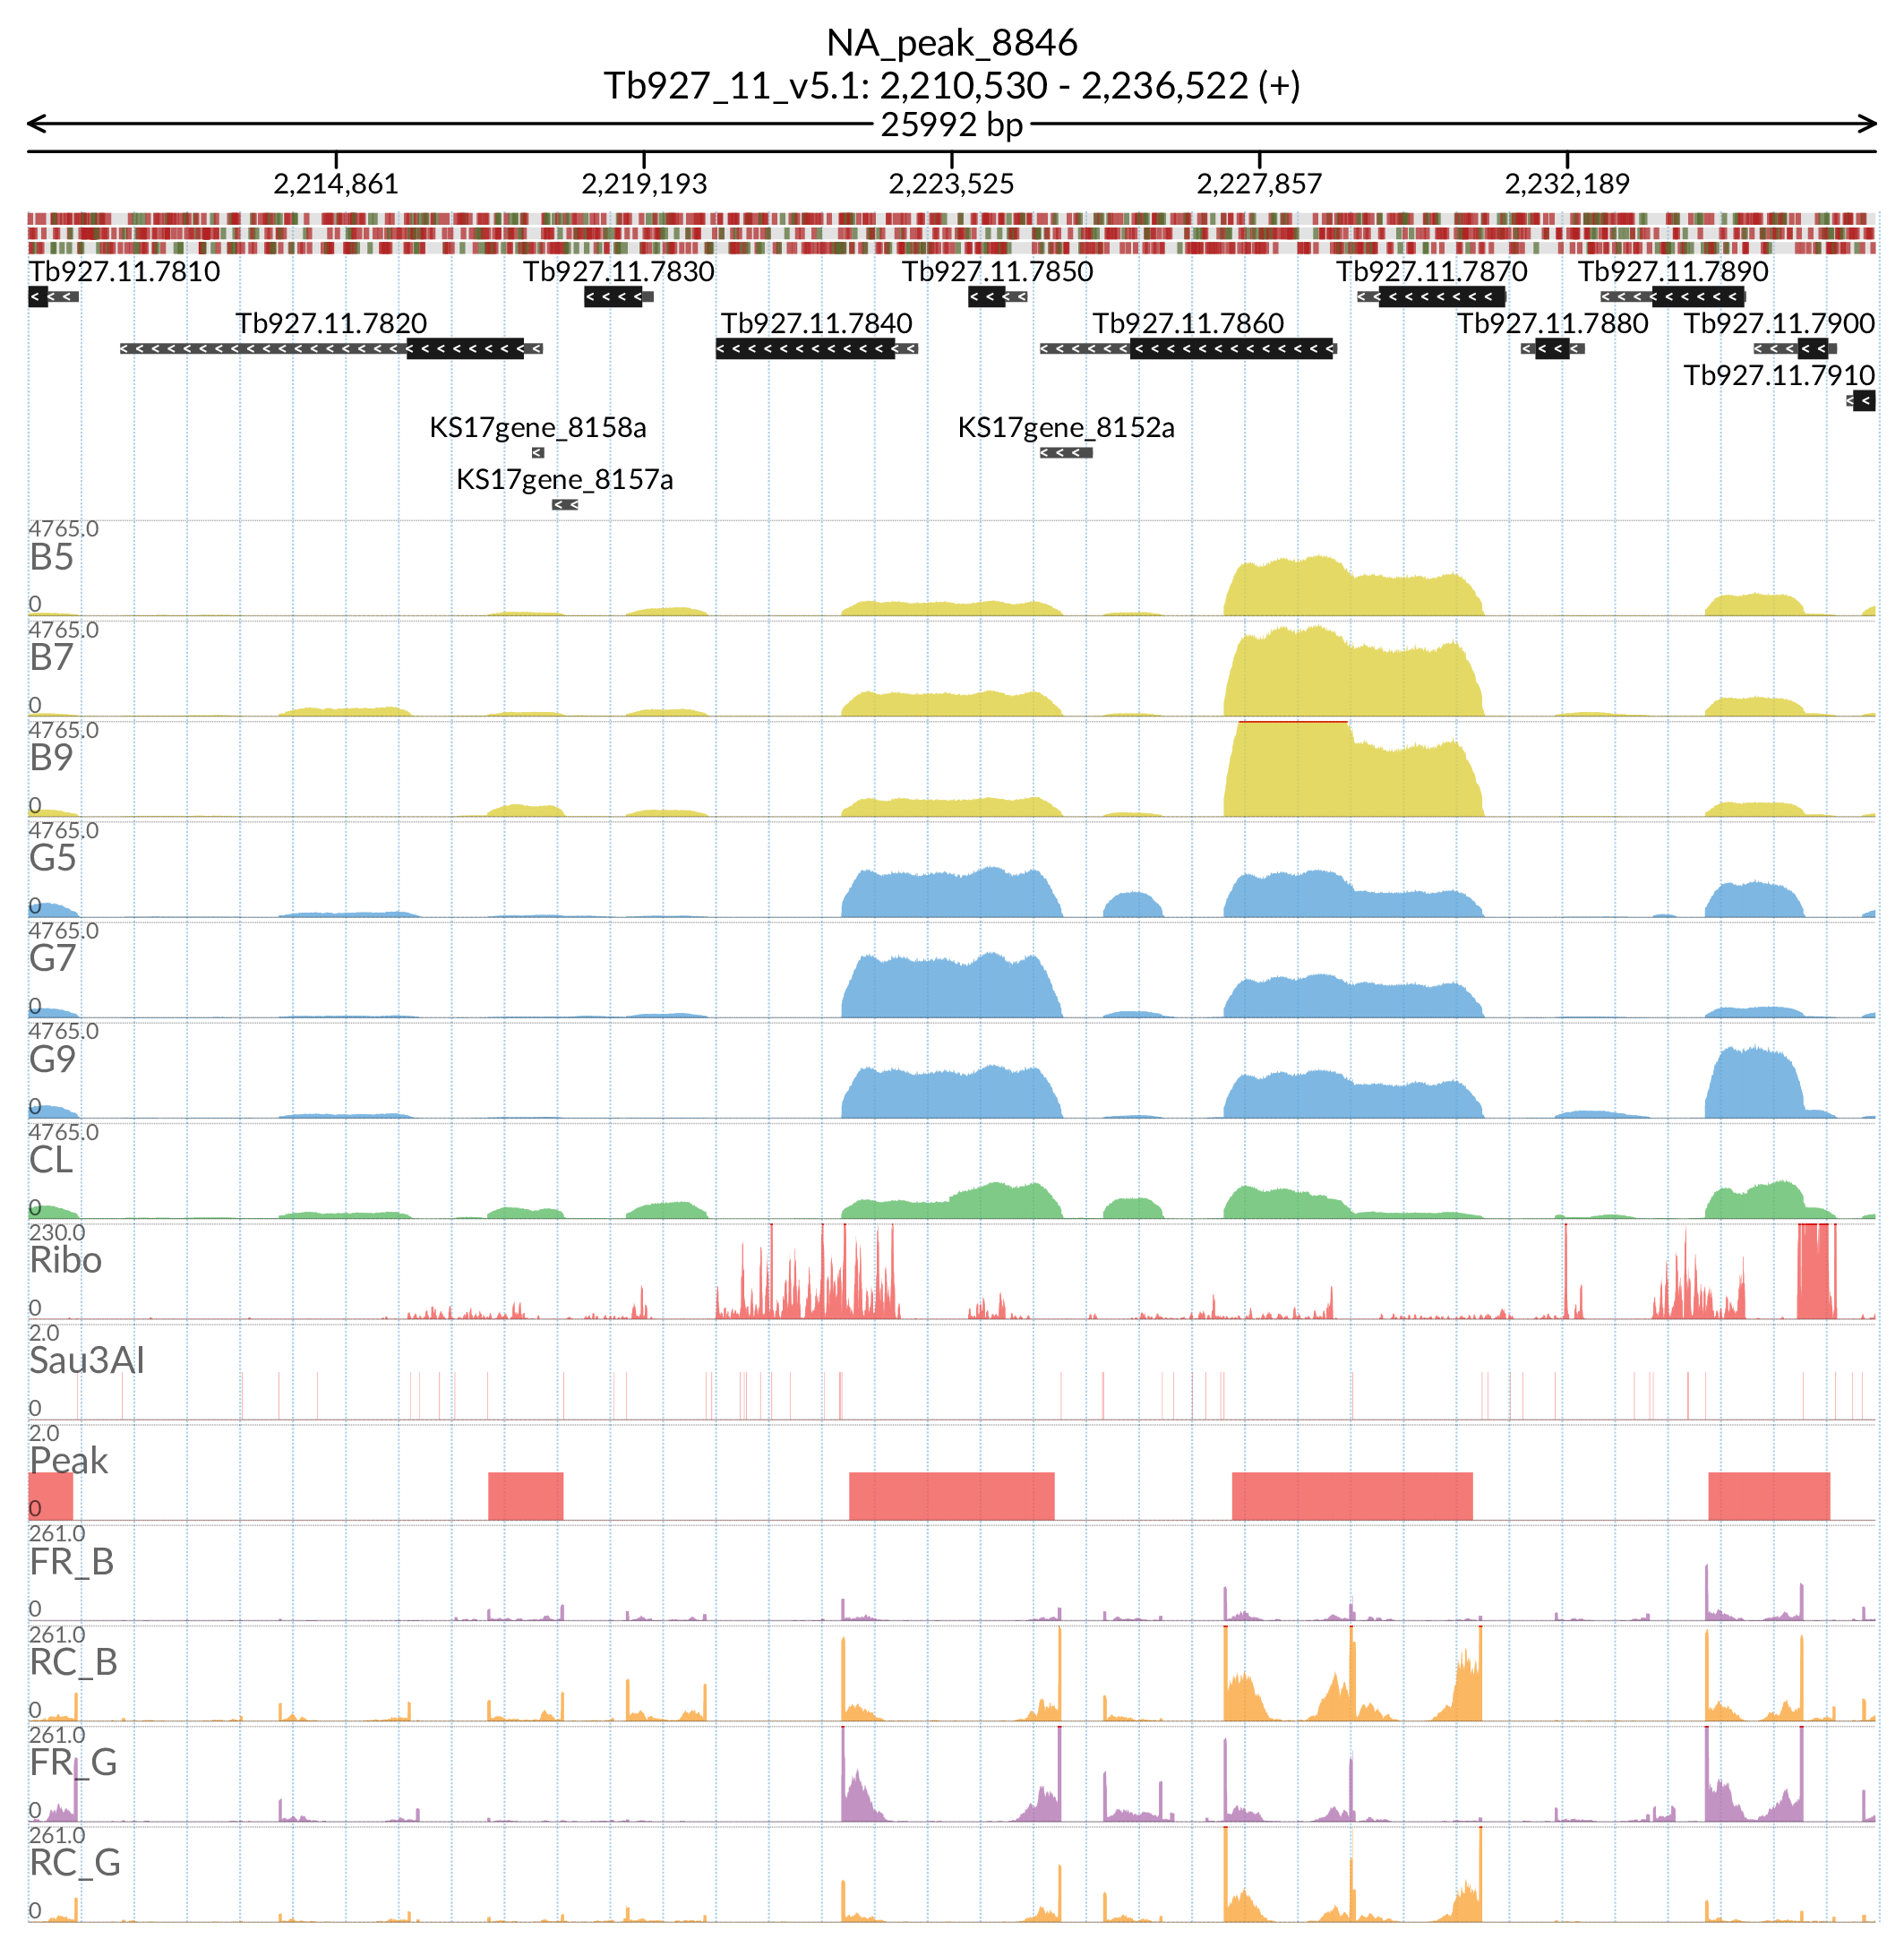 NA_peak_8846
Tb927_11_v5.1: 2,210,530 - 2,236,522 (+)
25992 bp
2,214,861 2,219,193 2,223,525 2,227,857 2,232,189
Tb927.11.7810 Tb927.11.7830 Tb927.11.7850 Tb927.11.7870 Tb927.11.7890
Tb927.11.7820 Tb927.11.7840 Tb927.11.7860 Tb927.11.7880 Tb927.11.7900
Tb927.11.7910
KS17gene_8158a KS17gene_8152a
KS17gene_8157a
4765.0
B5
0
4765.0
B7
0
4765.0
B9
0
4765.0
G5
0
4765.0
G7
0
4765.0
G9
0
4765.0
CL
0
230.0
Ribo
0
2.0
Sau3AI
0
2.0
Peak
0
261.0
FR_B
0
261.0
RC_B
0
261.0
FR_G
0
261.0
RC_G
0